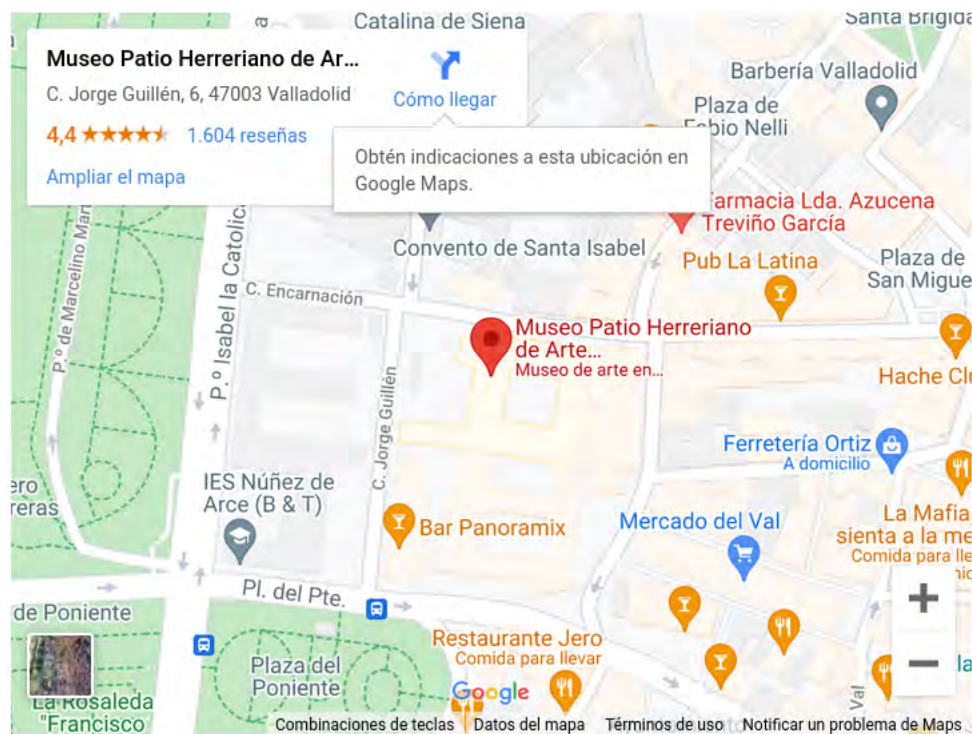 Catalina de Siena
Santa Brígida
Museo Patio Herreriano de Ar...
C. Jorge Guillén, 6, 47003 Valladolid
4,4
1.604 reseñas
Ampliar el mapa
Cómo llegar
Obtén indicaciones a esta ubicación en
Google Maps.
Barbería Valladolid
Plaza de
Fabio Nelli
Farmacia Lda. Azucena
Treviño García
Convento de Santa Isabel
Pub La Latina
Plaza de
San Migue
P.º de Marcelino Mar
P.º Isabel la Católica
C. Encarnación
Museo Patio Herreriano
de Arte...
Museo de arte en...
Hache Clu
C. Jorge Guillén
Ferretería Ortiz
A domicilio
ero
reras
IES Núñez de
Arce (B & T)
Bar Panoramix
Mercado del Val
La Mafia
sienta a la me
Comida para lle
Pl. del Pte.
de Poniente
+
−
Restaurante Jero
Comida para llevar
Plaza del
Poniente
Google
Val
La Rosaleda
"Francisco
Combinaciones de teclas
Datos del mapa
Términos de uso
Notificar un problema de Maps